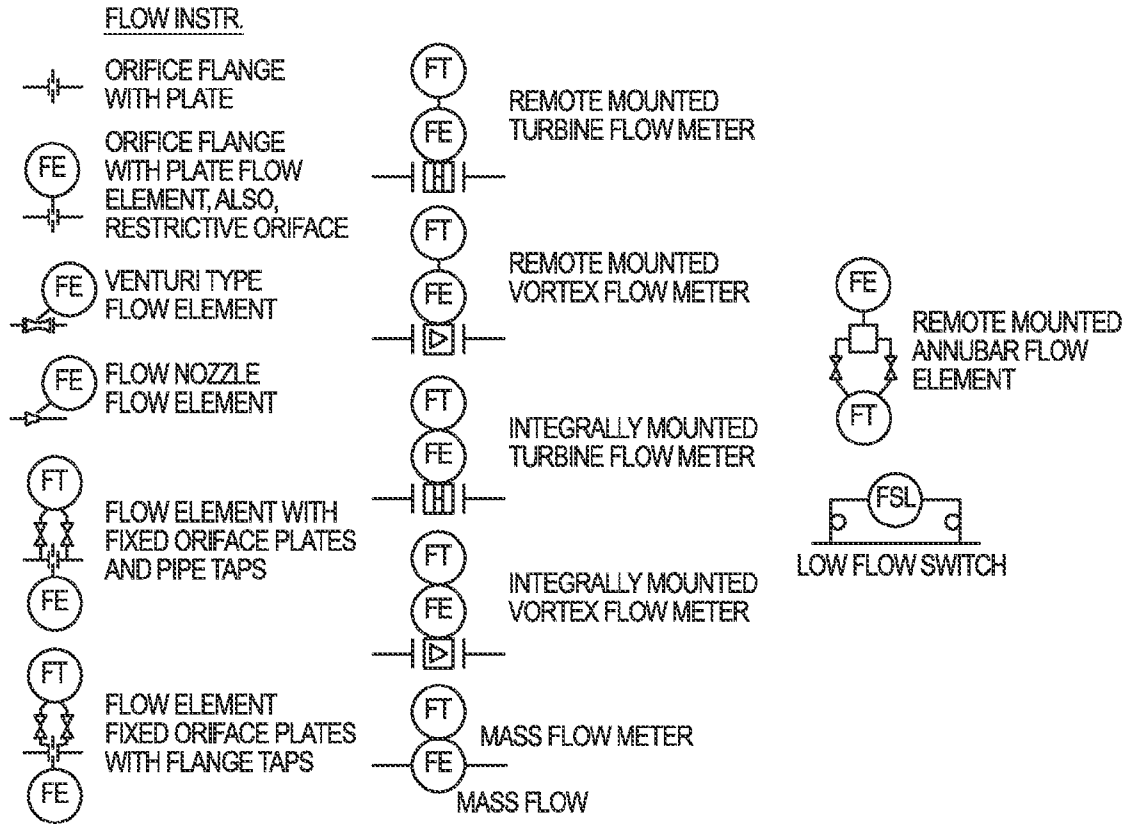 FLOW INSTR.
ORIFICE FLANGE
WITH PLATE
FE
ORIFICE FLANGE
WITH PLATE FLOW
ELEMENT, ALSO,
RESTRICTIVE ORIFACE
FE
VENTURI TYPE
FLOW ELEMENT
FE
FLOW NOZZLE
FLOW ELEMENT
FT
FE
FLOW ELEMENT WITH
FIXED ORIFACE PLATES
AND PIPE TAPS
FT
FE
FLOW ELEMENT
FIXED ORIFACE PLATES
WITH FLANGE TAPS
FT
FE
REMOTE MOUNTED
TURBINE FLOW METER
FT
FE
REMOTE MOUNTED
VORTEX FLOW METER
FT
FE
INTEGRALLY MOUNTED
TURBINE FLOW METER
FT
FE
INTEGRALLY MOUNTED
VORTEX FLOW METER
FT
FE
MASS FLOW METER
MASS FLOW
FE
FT
REMOTE MOUNTED
ANNUBAR FLOW
ELEMENT
FSL
LOW FLOW SWITCH